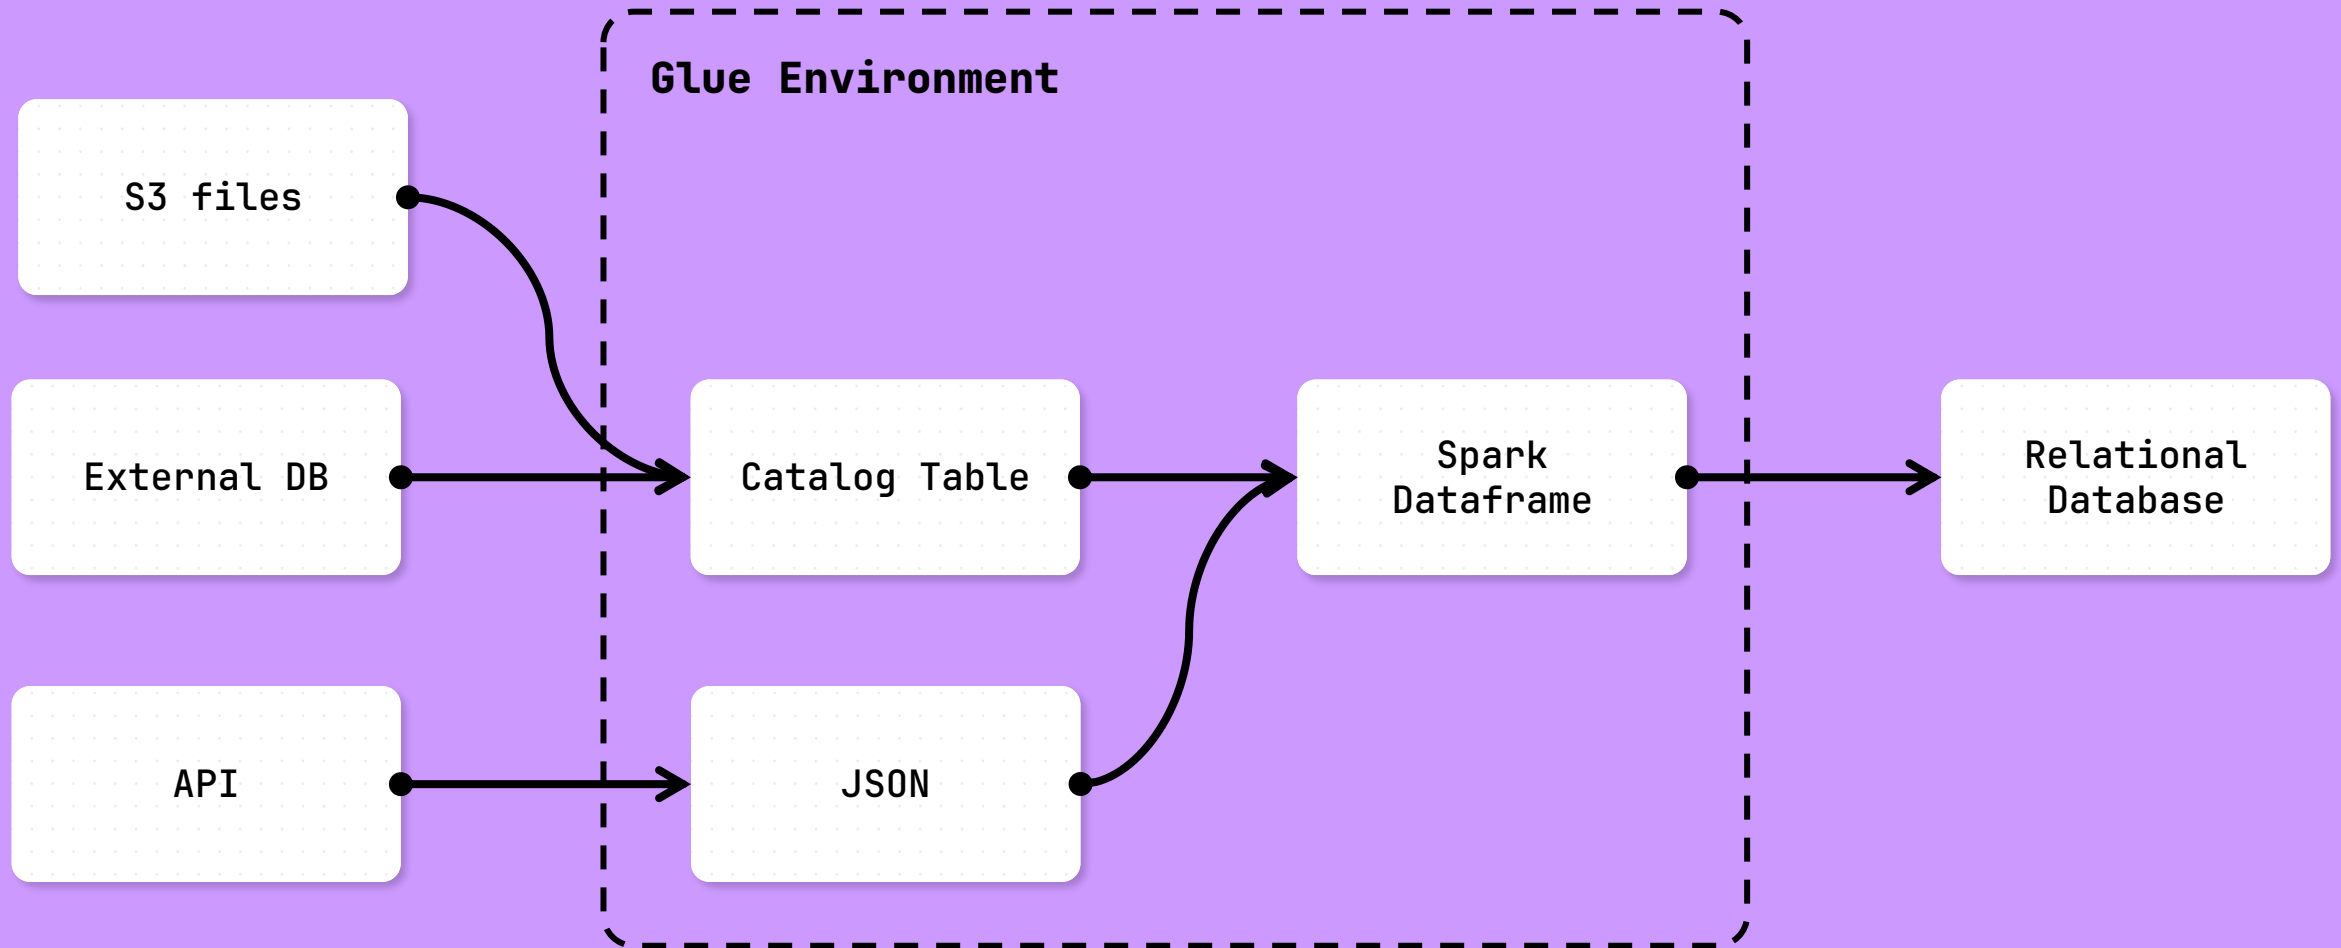 Glue Environment
S3 files
External DB
Catalog Table
Spark
Dataframe
Relational
Database
API
JSON